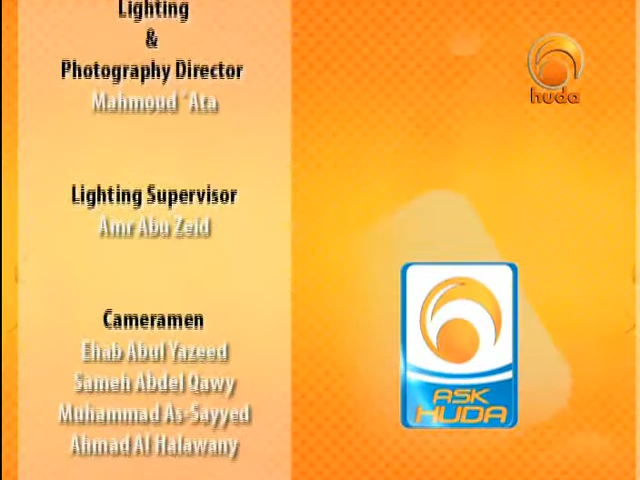 Lighting
&
Photography Director
Mahmoud `Ata
Lighting Supervisor
Amr Abu Zeid
Cameramen
Ehab Abul Yazeed
Sameh Abdel Qawy
Muhammad As-Sayyed
Ahmad Al Halawany
huda
ASK
HUDA